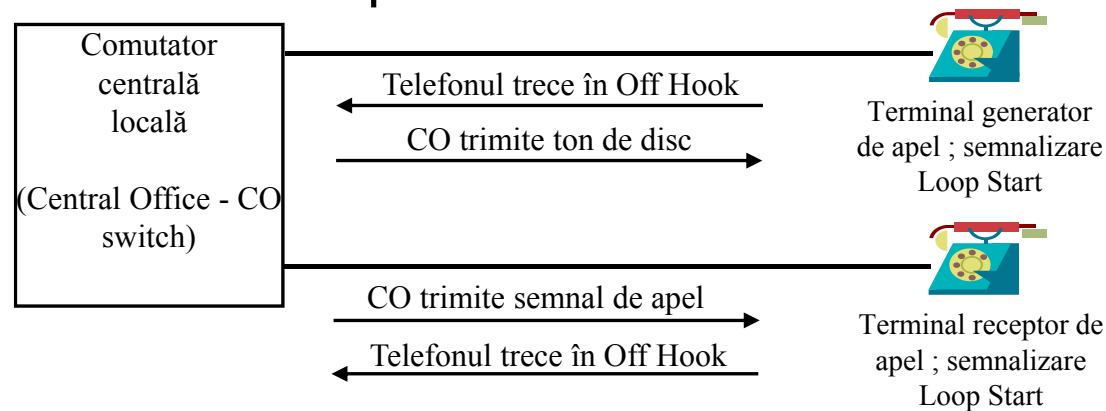 Comutator
centrală
locală
(Central Office - CO
switch)
Telefonul trece în Off Hook
CO trimite ton de disc
Terminal generator
de apel ; semnalizare
Loop Start
CO trimite semnal de apel
Telefonul trece în Off Hook
Terminal receptor de
apel ; semnalizare
Loop Start